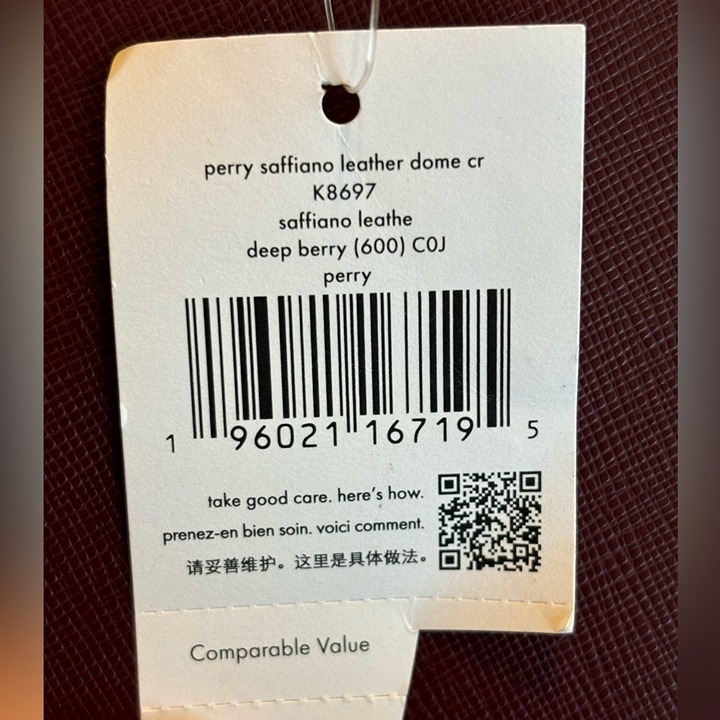 perry saffiano leather dome cr
K8697
saffiano leathe
deep berry (600) C0J
perry
1 96021 16719 5
take good care. here's how.
prenez-en bien soin. voici comment.
请妥善维护。这里是具体做法。
Comparable Value